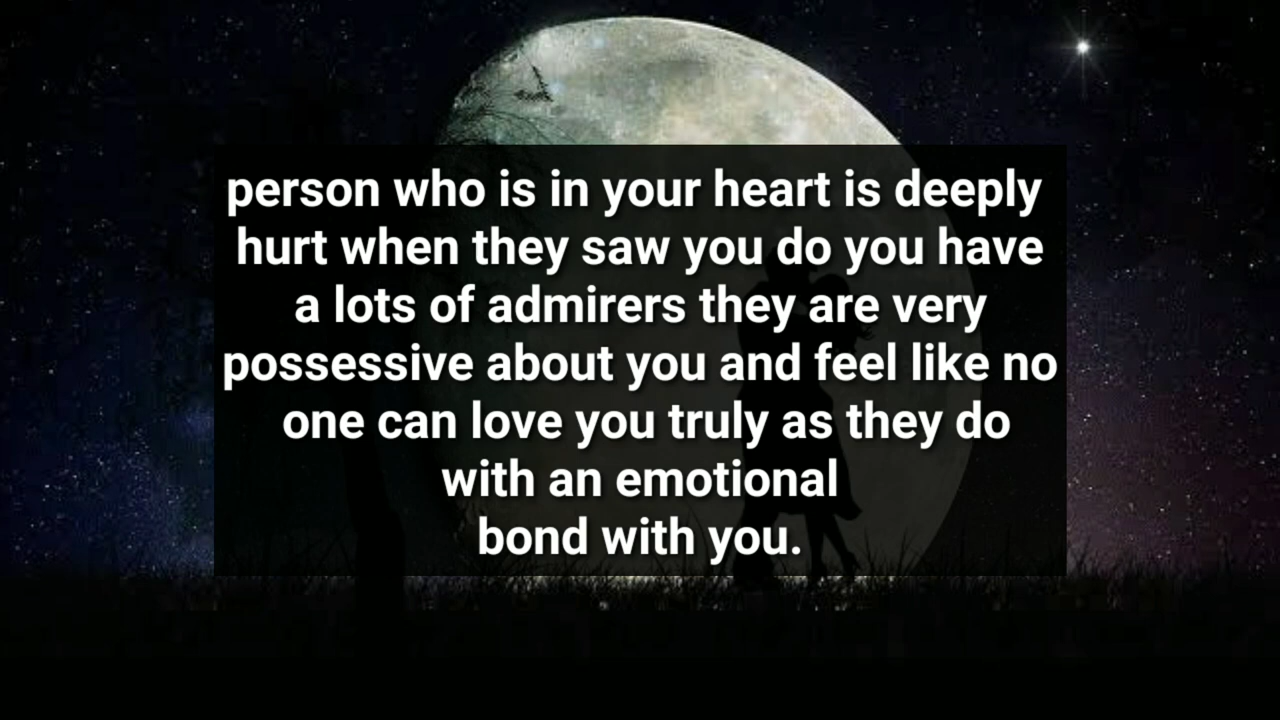 person who is in your heart is deeply
hurt when they saw you do you have
a lots of admirers they are very
possessive about you and feel like no
one can love you truly as they do
with an emotional
bond with you.